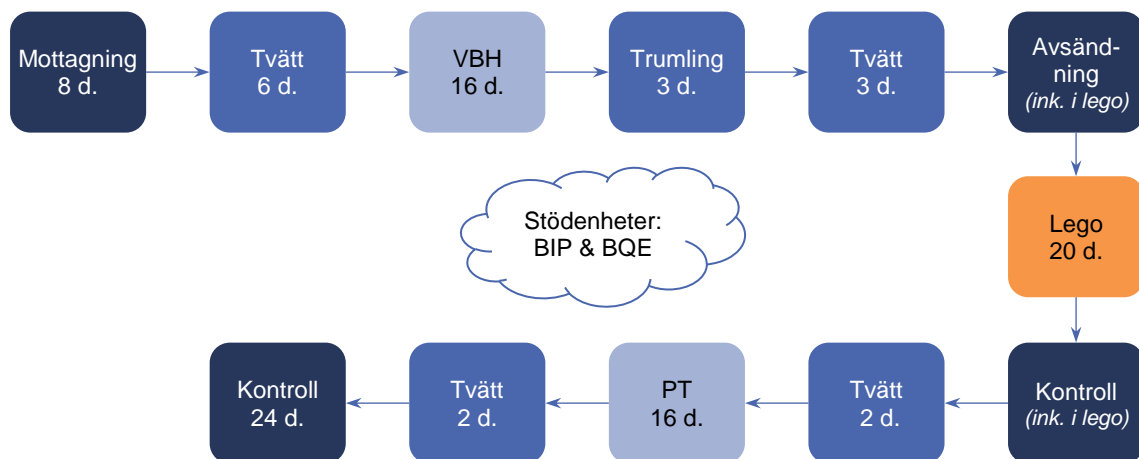 Mottagning
8 d.
Tvätt
6 d.
VBH
16 d.
Trumling
3 d.
Tvätt
3 d.
Avsänd-
ning
(ink. i lego)
Stödenheter:
BIP & BQE
Lego
20 d.
Kontroll
24 d.
Tvätt
2 d.
PT
16 d.
Tvätt
2 d.
Kontroll
(ink. i lego)